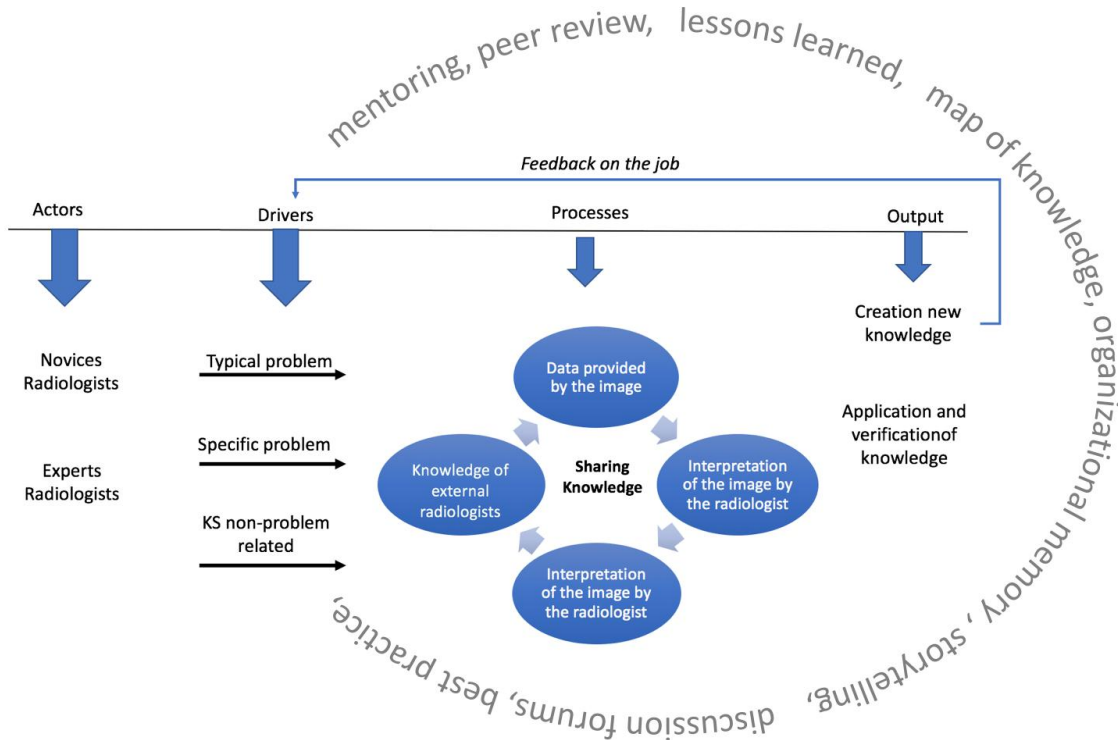 mentoring, peer review, lessons learned, map of knowledge, organizational memory, storytelling, discussion forums, best practice,
Feedback on the job
Actors
Drivers
Processes
Output
Novices
Radiologists
Experts
Radiologists
Typical problem
Specific problem
KS non-problem
related
Data provided
by the image
Knowledge of
external
radiologists
Sharing
Knowledge
Interpretation
of the image by
the radiologist
Interpretation
of the image by
the radiologist
Creation new
knowledge
Application and
verificationof
knowledge